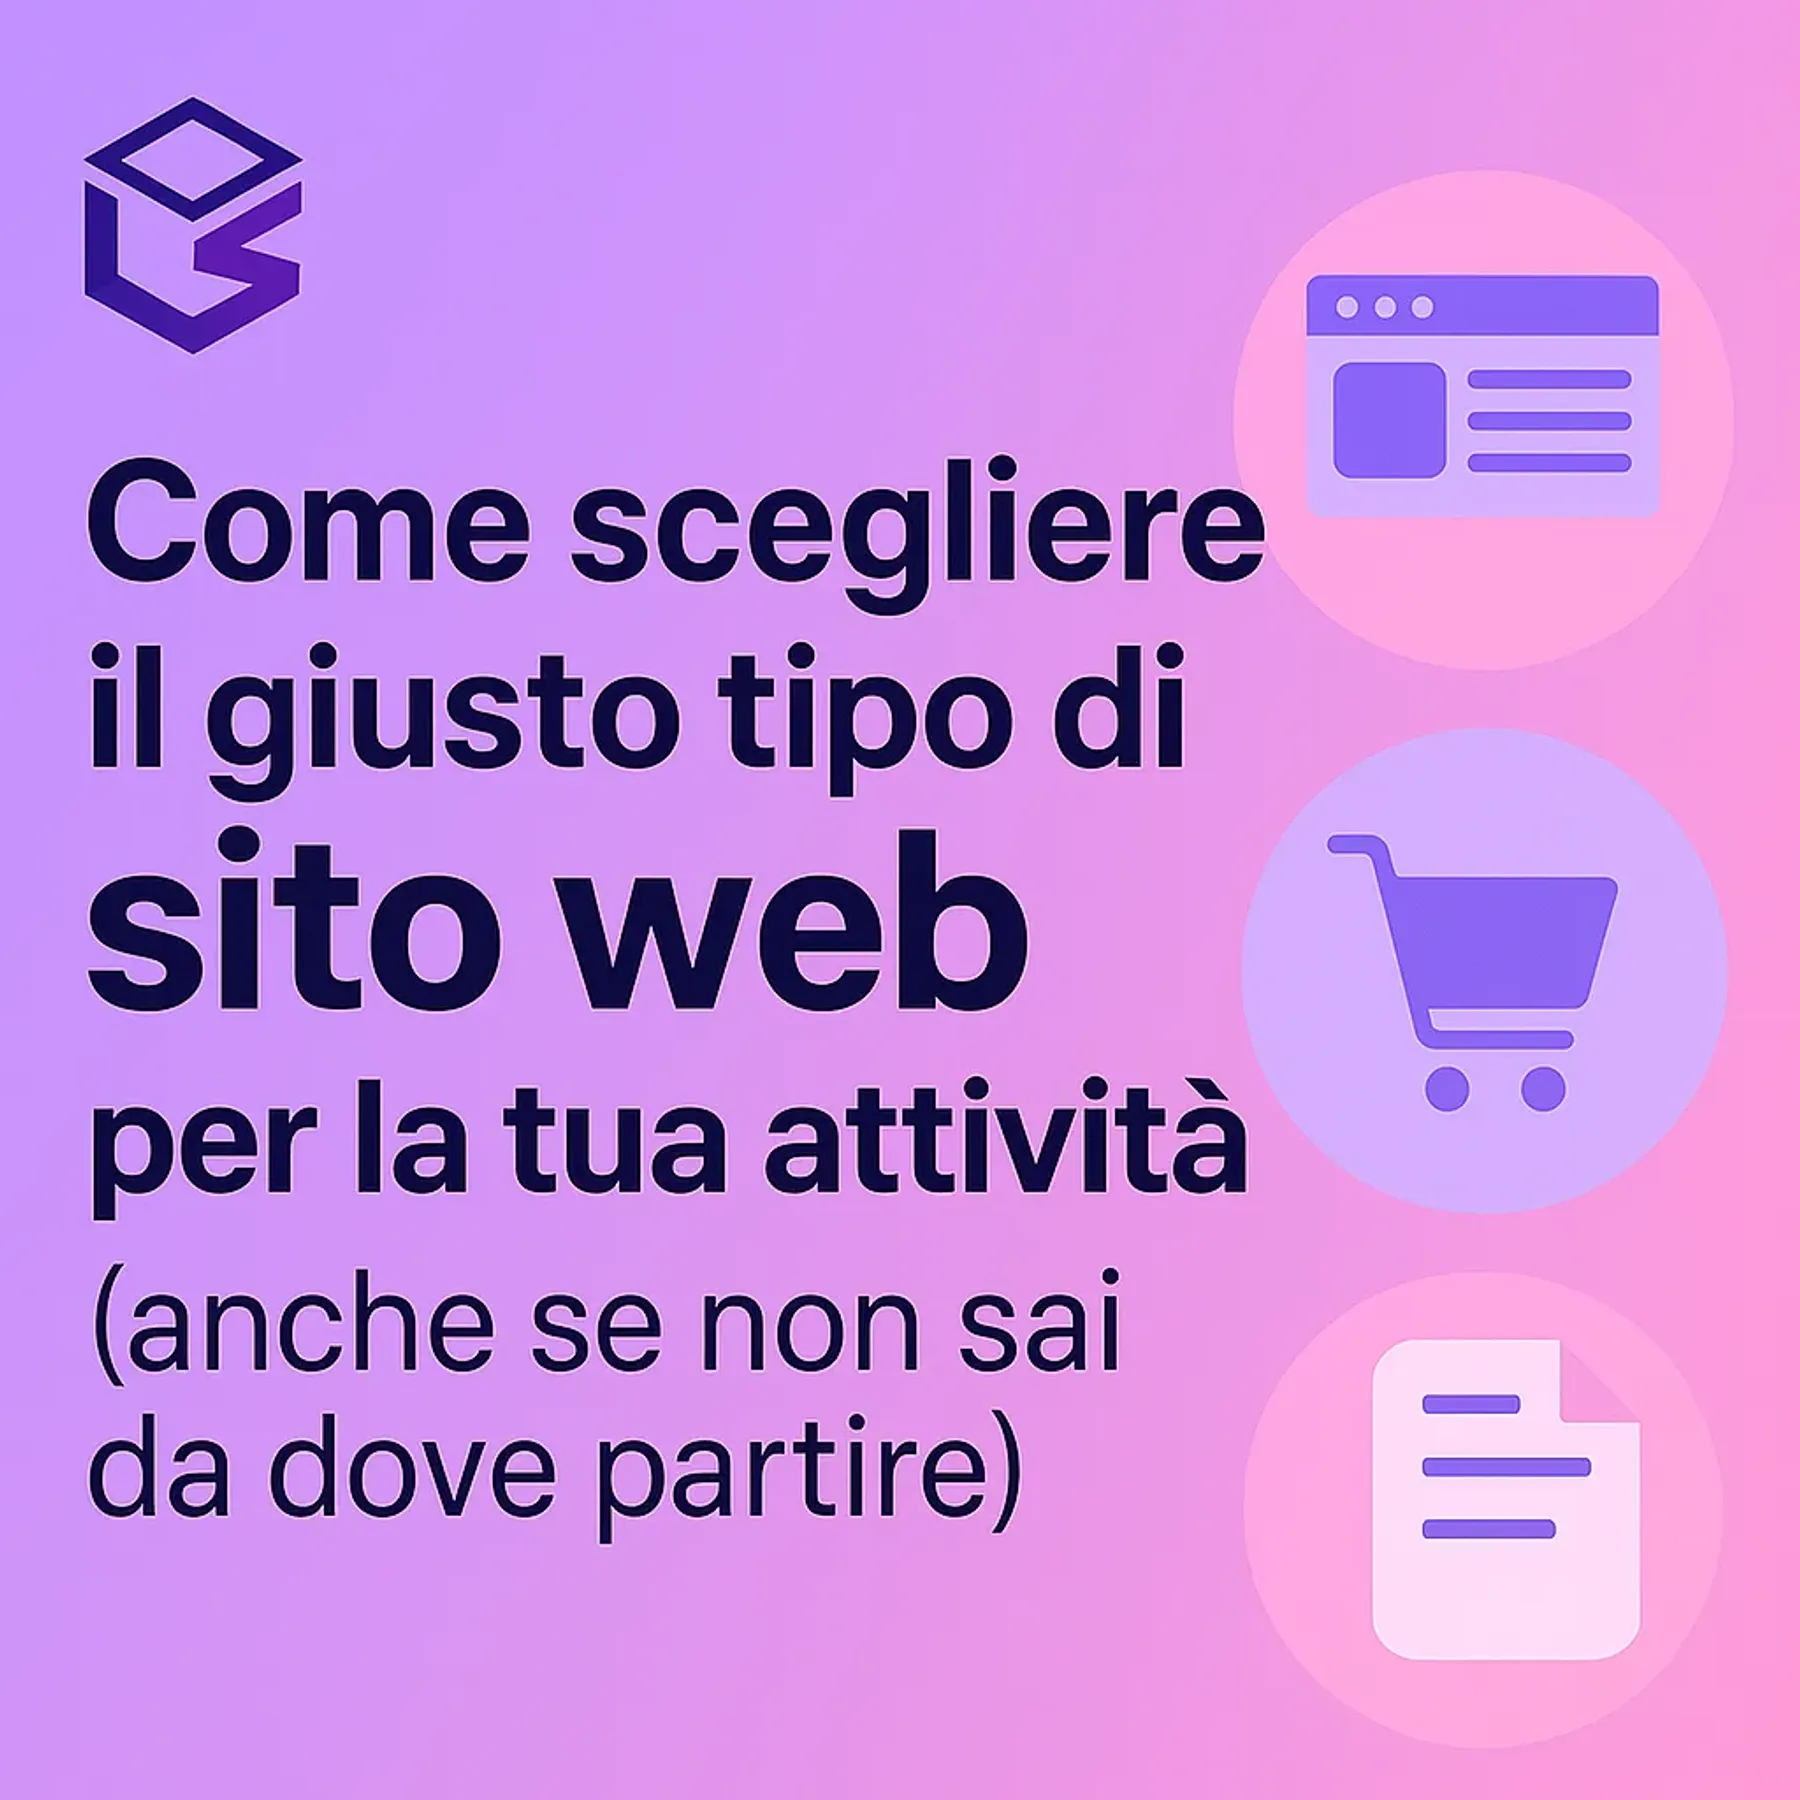 Come scegliere
il giusto tipo di
sito web
per la tua attività
(anche se non sai
da dove partire)